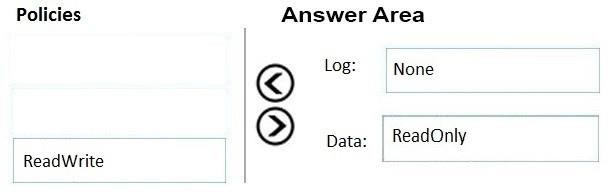 Policies
Answer Area
Log:
None
Data:
ReadOnly
ReadWrite